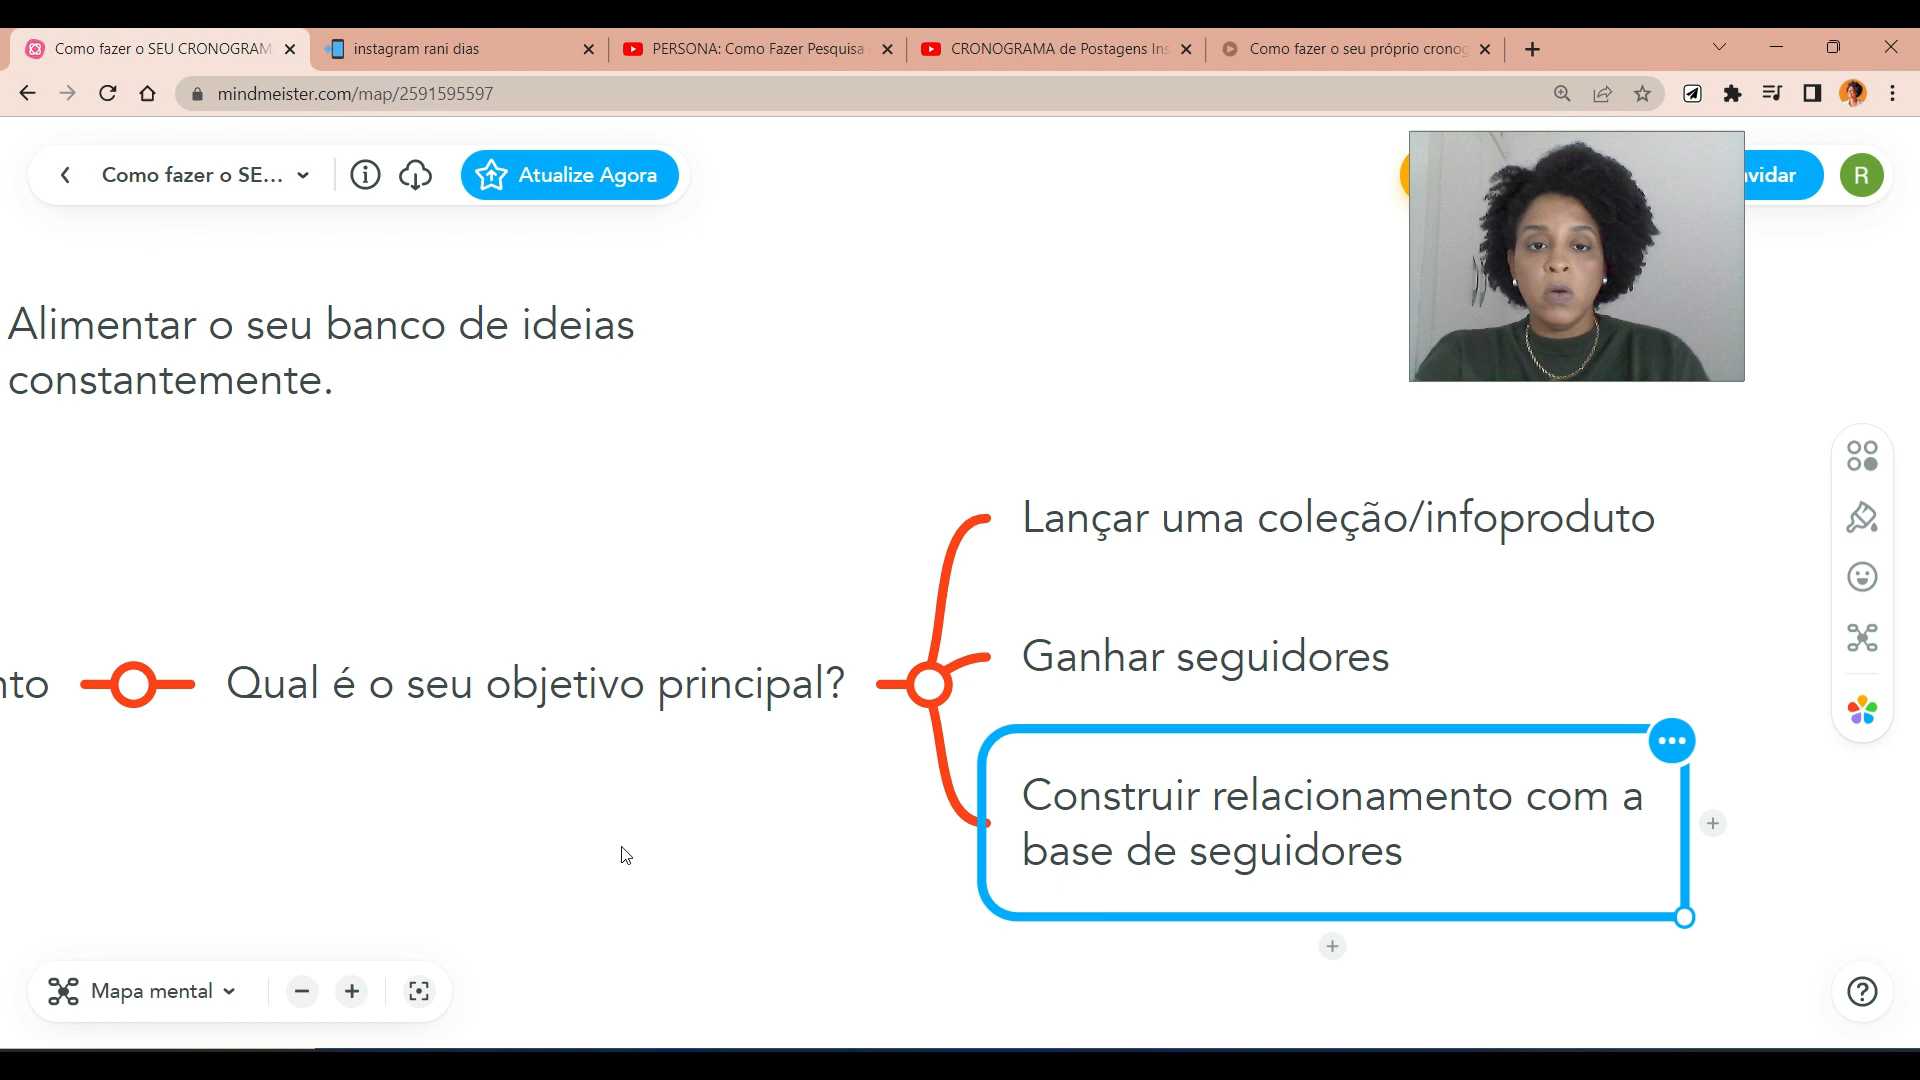 Como fazer o SEU CRONOGRAM
instagram rani dias
PERSONA: Como Fazer Pesquisa
CRONOGRAMA de Postagens Ins
Como fazer o seu próprio cronog
mindmeister.com/map/2591595597
Como fazer o SE...
Atualize Agora
vidar
R
Alimentar o seu banco de ideias
constantemente.
Lançar uma coleção/infoproduto
Ganhar seguidores
nto
Qual é o seu objetivo principal?
Construir relacionamento com a
base de seguidores
Mapa mental